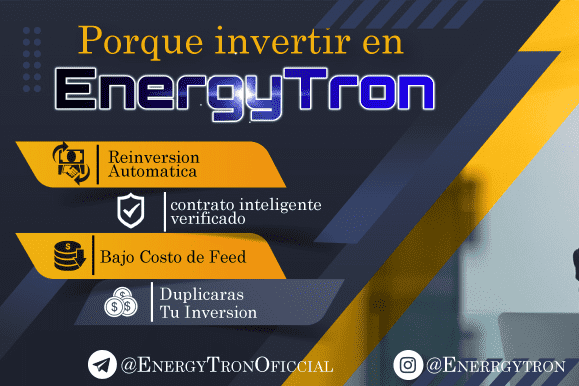 Porque invertir en
EnergyTron
Reinversion
Automatica
contrato inteligente
verificado
Bajo Costo de Feed
Duplicaras
Tu Inversion
@EnergyTronOficcial
@Enerrgytron